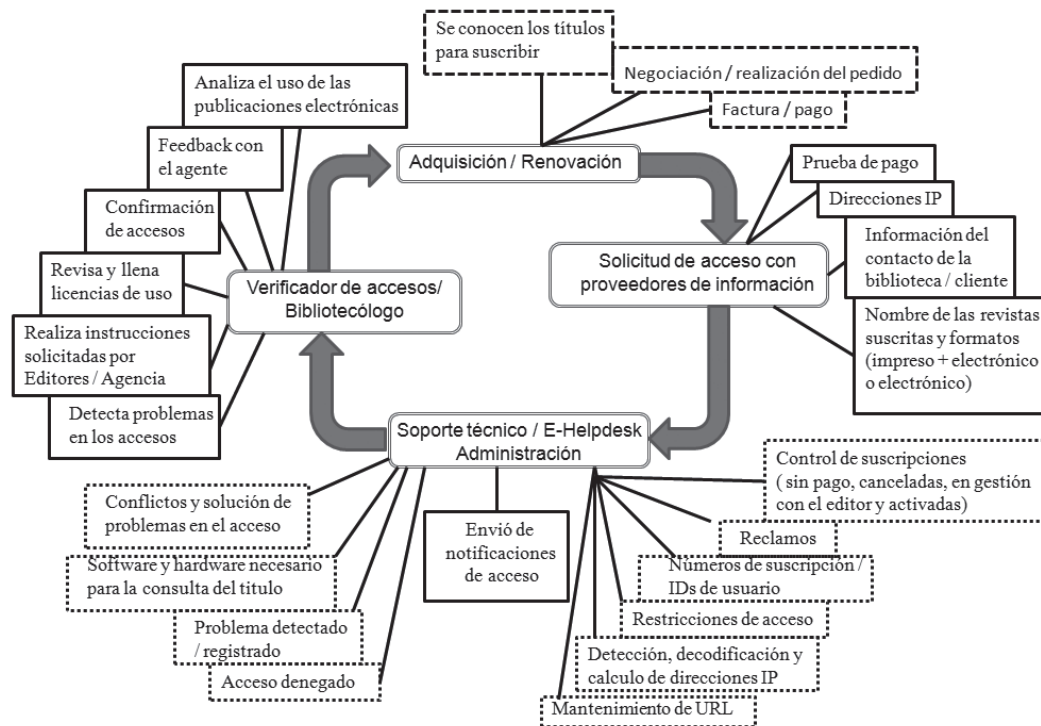 Se conocen los títulos
para suscribir
Negociación / realización del pedido
Factura / pago
Adquisición / Renovación
Prueba de pago
Direcciones IP
Información del
contacto de la
biblioteca / cliente
Nombre de las revistas
suscritas y formatos
(impreso + electrónico
o electrónico)
Solicitud de acceso con
proveedores de información
Analiza el uso de las
publicaciones electrónicas
Feedback con
el agente
Confirmación
de accesos
Revisa y llena
licencias de uso
Realiza instrucciones
solicitadas por
Editores / Agencia
Detecta problemas
en los accesos
Verificador de accesos/
Bibliotecólogo
Soporte técnico / E-Helpdesk
Administración
Conflictos y solución de
problemas en el acceso
Software y hardware necesario
para la consulta del titulo
Problema detectado
/ registrado
Acceso denegado
Envió de
notificaciones
de acceso
Control de suscripciones
( sin pago, canceladas, en gestión
con el editor y activadas)
Reclamos
Números de suscripción /
IDs de usuario
Restricciones de acceso
Detección, decodificación y
calculo de direcciones IP
Mantenimiento de URL